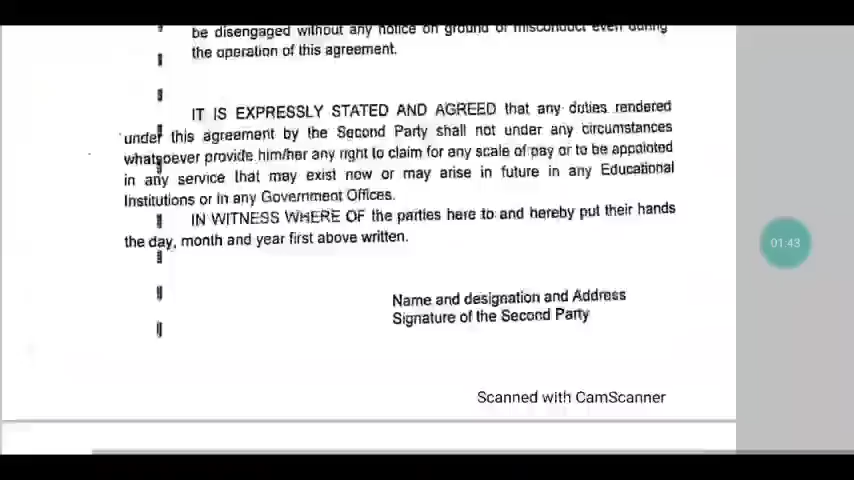 be disengaged without any notice on ground of misconduct even during
the operation of this agreement.
IT IS EXPRESSLY STATED AND AGREED that any duties rendered
under this agreement by the Second Party shall not under any circumstances
whatsoever provide him/her any right to claim for any scale of pay or to be appointed
in any service that may exist now or may arise in future in any Educational
Institutions or in any Government Offices.
IN WITNESS WHERE OF the parties here to and hereby put their hands
the day, month and year first above written.
Name and designation and Address
Signature of the Second Party
Scanned with CamScanner
01:43